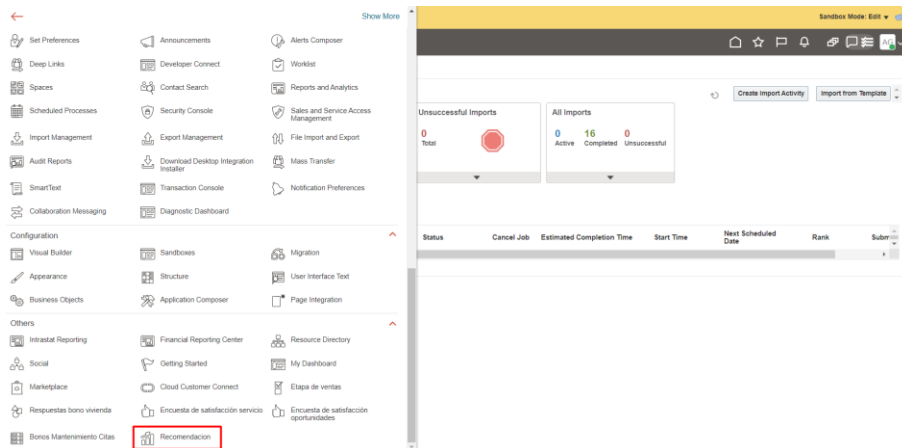 Show More
Set Preferences
Announcements
Alerts Composer
Deep Links
Developer Connect
Worklist
Spaces
Contact Search
Reports and Analytics
Scheduled Processes
Security Console
Sales and Service Access
Management
Import Management
Export Management
File Import and Export
Audit Reports
Download Desktop Integration
Installer
Mass Transfer
SmartText
Transaction Console
Notification Preferences
Collaboration Messaging
Diagnostic Dashboard
Configuration
Visual Builder
Sandboxes
Migration
Appearance
Structure
User Interface Text
Business Objects
Application Composer
Page Integration
Others
Intrastat Reporting
Financial Reporting Center
Resource Directory
Social
Getting Started
My Dashboard
Marketplace
Cloud Customer Connect
Etapa de ventas
Respuestas bono vivienda
Encuesta de satisfacción servicio
Encuesta de satisfacción
oportunidades
Bonos Mantenimiento Citas
Recomendacion
Sandbox Mode: Edit
AG
Create Import Activity
Import from Template
Unsuccessful Imports
0
Total
All Imports
0 16 0
Active Completed Unsuccessful
Status
Cancel Job
Estimated Completion Time
Start Time
Next Scheduled
Date
Rank